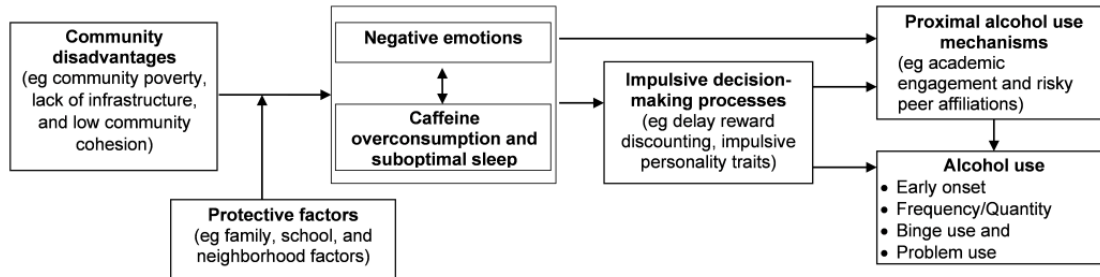 Community
disadvantages
(eg community poverty,
lack of infrastructure,
and low community
cohesion)
Protective factors
(eg family, school, and
neighborhood factors)
Negative emotions
Caffeine
overconsumption and
suboptimal sleep
Impulsive decision-
making processes
(eg delay reward
discounting, impulsive
personality traits)
Proximal alcohol use
mechanisms
(eg academic
engagement and risky
peer affiliations)
Alcohol use
• Early onset
• Frequency/Quantity
• Binge use and
• Problem use